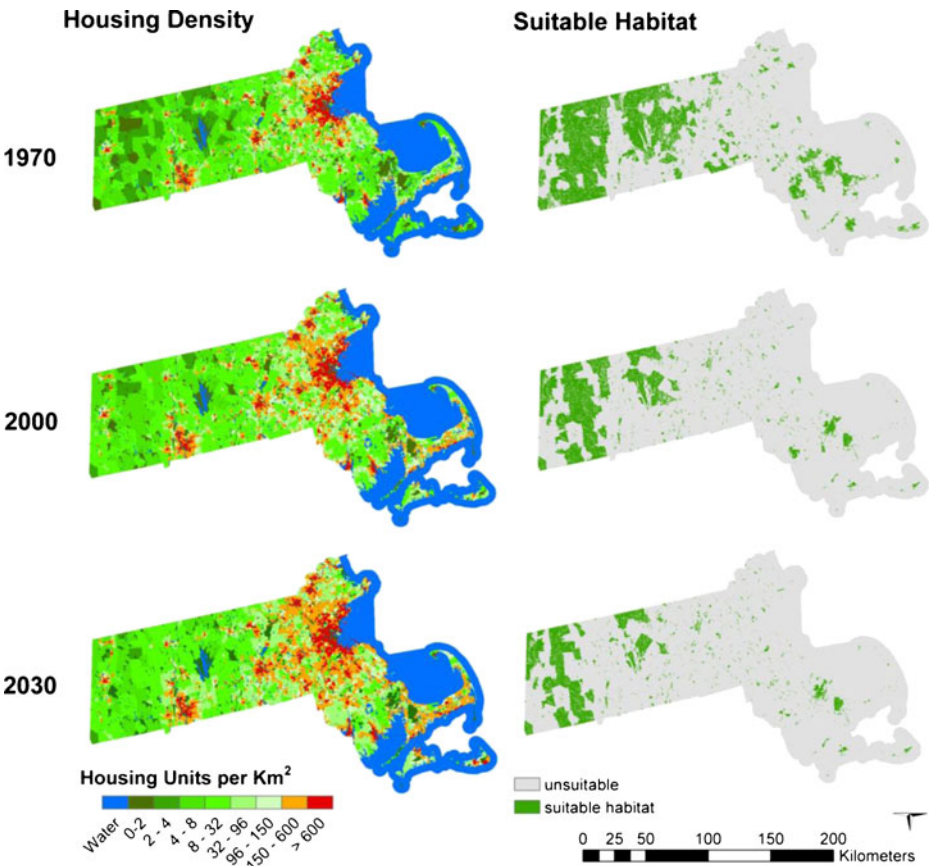 Housing Density
Suitable Habitat
1970
2000
2030
Housing Units per Km²
Water
0-2
2 - 4
4 - 8
8 - 32
32 - 96
96 - 150
150 - 600
> 600
unsuitable
suitable habitat
0 25 50 100 150 200
Kilometers